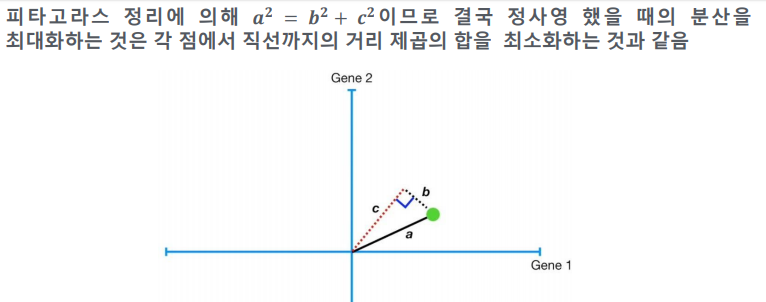 피타고라스 정리에 의해 a² = b² + c²이므로 결국 정사영 했을 때의 분산을
최대화하는 것은 각 점에서 직선까지의 거리 제곱의 합을 최소화하는 것과 같음
Gene 2
b
c
a
Gene 1